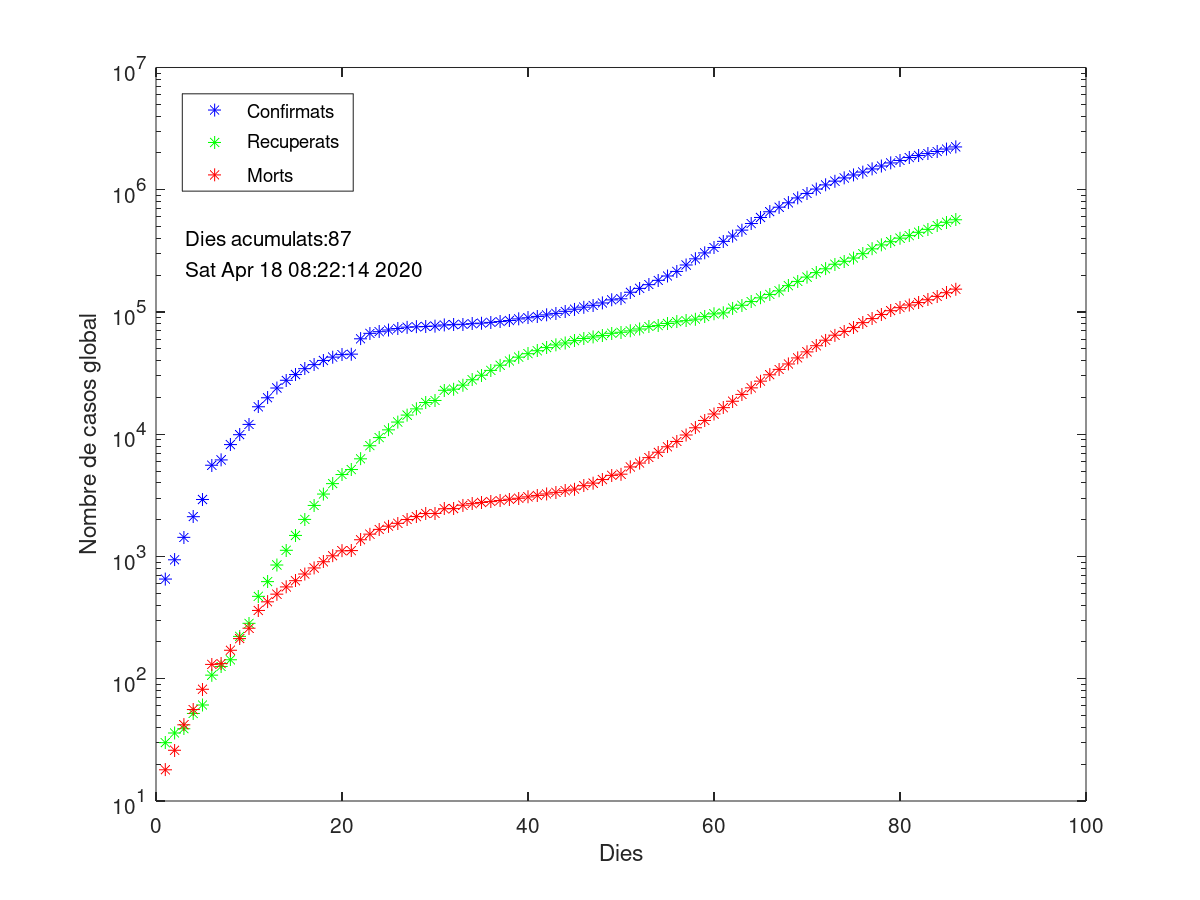 10^7
10^6
10^5
10^4
10^3
10^2
10^1
Nombre de casos global
Confirmats
Recuperats
Morts
Dies acumulats:87
Sat Apr 18 08:22:14 2020
0 20 40 60 80 100
Dies